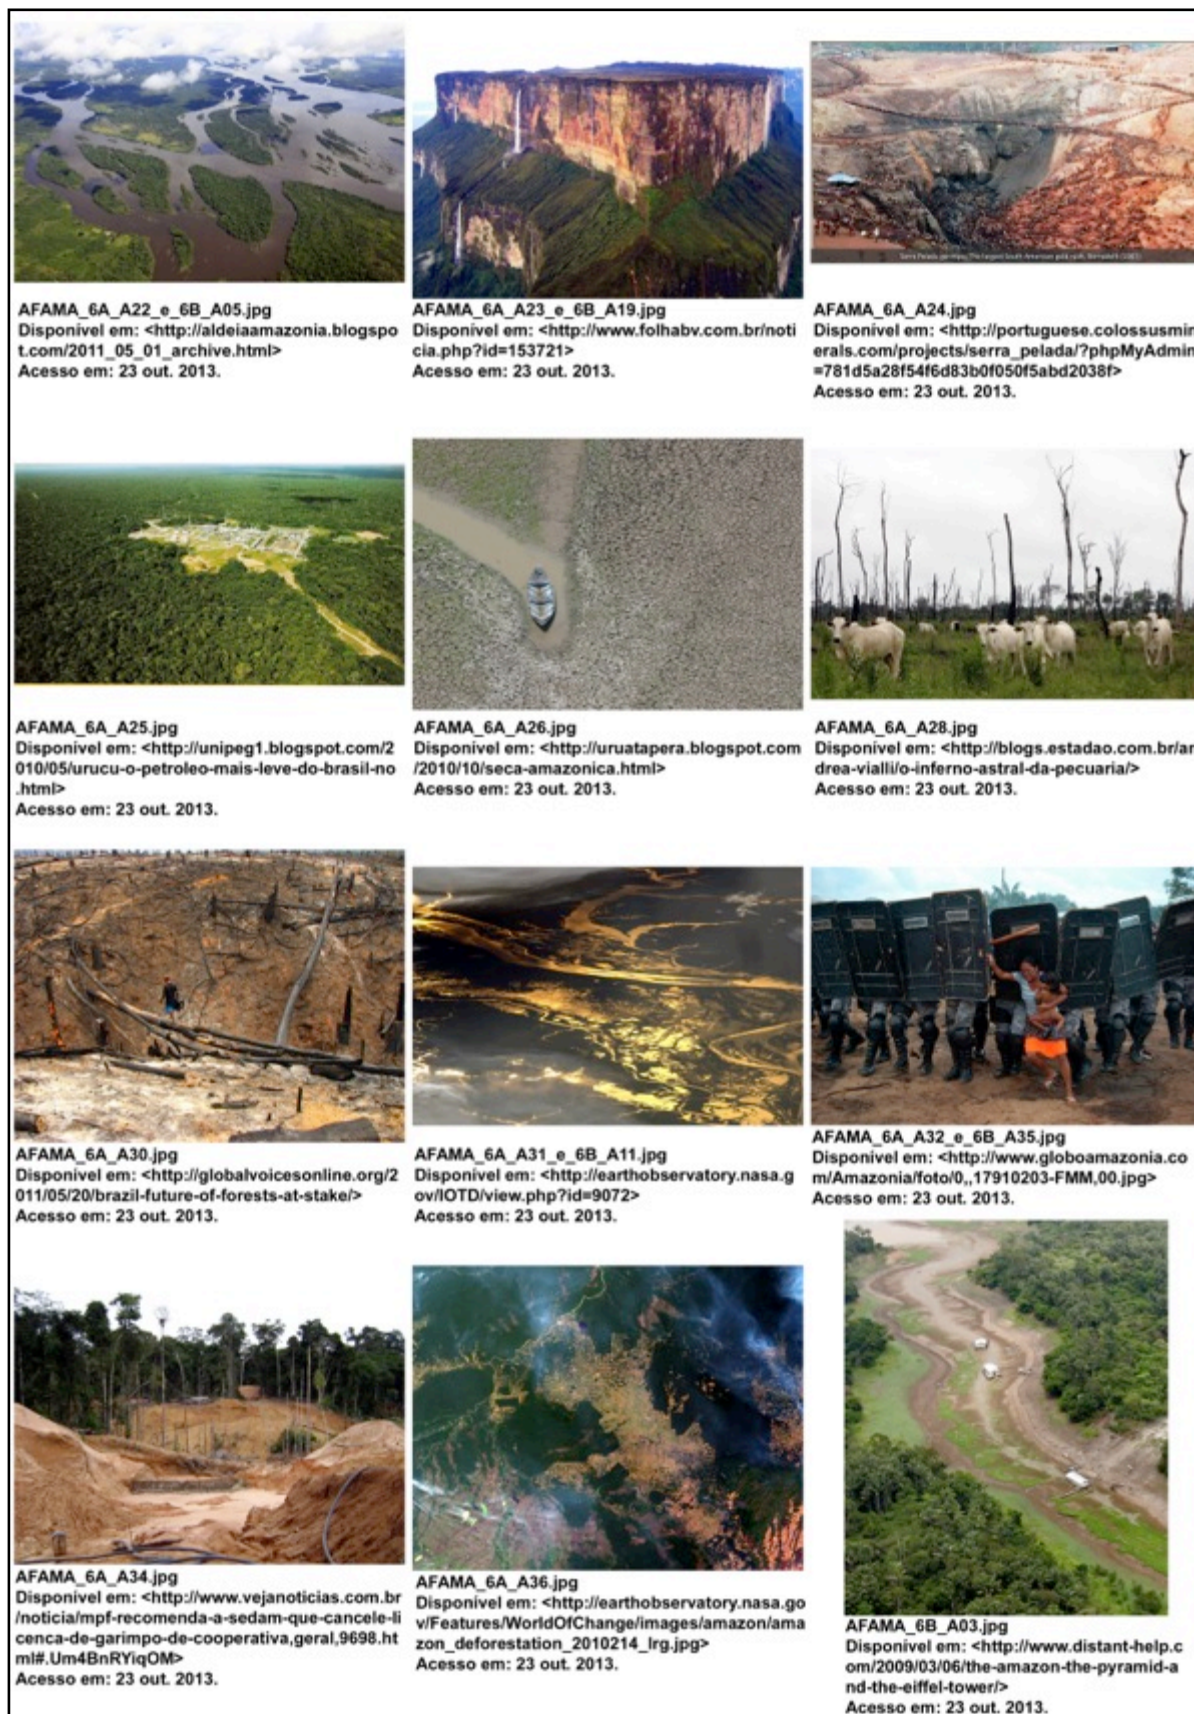 Serra Pelada garimpo. The largest South American gold rush, Serra Pelada (1983)
AFAMA_6A_A22_e_6B_A05.jpg
Disponível em: <http://aldeiaamazonia.blogspo
t.com/2011_05_01_archive.html>
Acesso em: 23 out. 2013.
AFAMA_6A_A23_e_6B_A19.jpg
Disponível em: <http://www.folhabv.com.br/noti
cia.php?id=153721>
Acesso em: 23 out. 2013.
AFAMA_6A_A24.jpg
Disponível em: <http://portuguese.colossusmin
erals.com/projects/serra_pelada/?phpMyAdmin
=781d5a28f54f6d83b0f050f5abd2038f>
Acesso em: 23 out. 2013.
AFAMA_6A_A25.jpg
Disponível em: <http://unipeg1.blogspot.com/2
010/05/urucu-o-petroleo-mais-leve-do-brasil-no
.html>
Acesso em: 23 out. 2013.
AFAMA_6A_A26.jpg
Disponível em: <http://uruatapera.blogspot.com
/2010/10/seca-amazonica.html>
Acesso em: 23 out. 2013.
AFAMA_6A_A28.jpg
Disponível em: <http://blogs.estadao.com.br/an
drea-vialli/o-inferno-astral-da-pecuaria/>
Acesso em: 23 out. 2013.
AFAMA_6A_A30.jpg
Disponível em: <http://globalvoicesonline.org/2
011/05/20/brazil-future-of-forests-at-stake/>
Acesso em: 23 out. 2013.
AFAMA_6A_A31_e_6B_A11.jpg
Disponível em: <http://earthobservatory.nasa.g
ov/IOTD/view.php?id=9072>
Acesso em: 23 out. 2013.
AFAMA_6A_A32_e_6B_A35.jpg
Disponível em: <http://www.globoamazonia.co
m/Amazonia/foto/0,,17910203-FMM,00.jpg>
Acesso em: 23 out. 2013.
AFAMA_6A_A34.jpg
Disponível em: <http://www.vejanoticias.com.br
/noticia/mpf-recomenda-a-sedam-que-cancele-li
cenca-de-garimpo-de-cooperativa,geral,9698.ht
ml#.Um4BnRYiqOM>
Acesso em: 23 out. 2013.
AFAMA_6A_A36.jpg
Disponível em: <http://earthobservatory.nasa.go
v/Features/WorldOfChange/images/amazon/ama
zon_deforestation_2010214_lrg.jpg>
Acesso em: 23 out. 2013.
AFAMA_6B_A03.jpg
Disponível em: <http://www.distant-help.c
om/2009/03/06/the-amazon-the-pyramid-a
nd-the-eiffel-tower/>
Acesso em: 23 out. 2013.